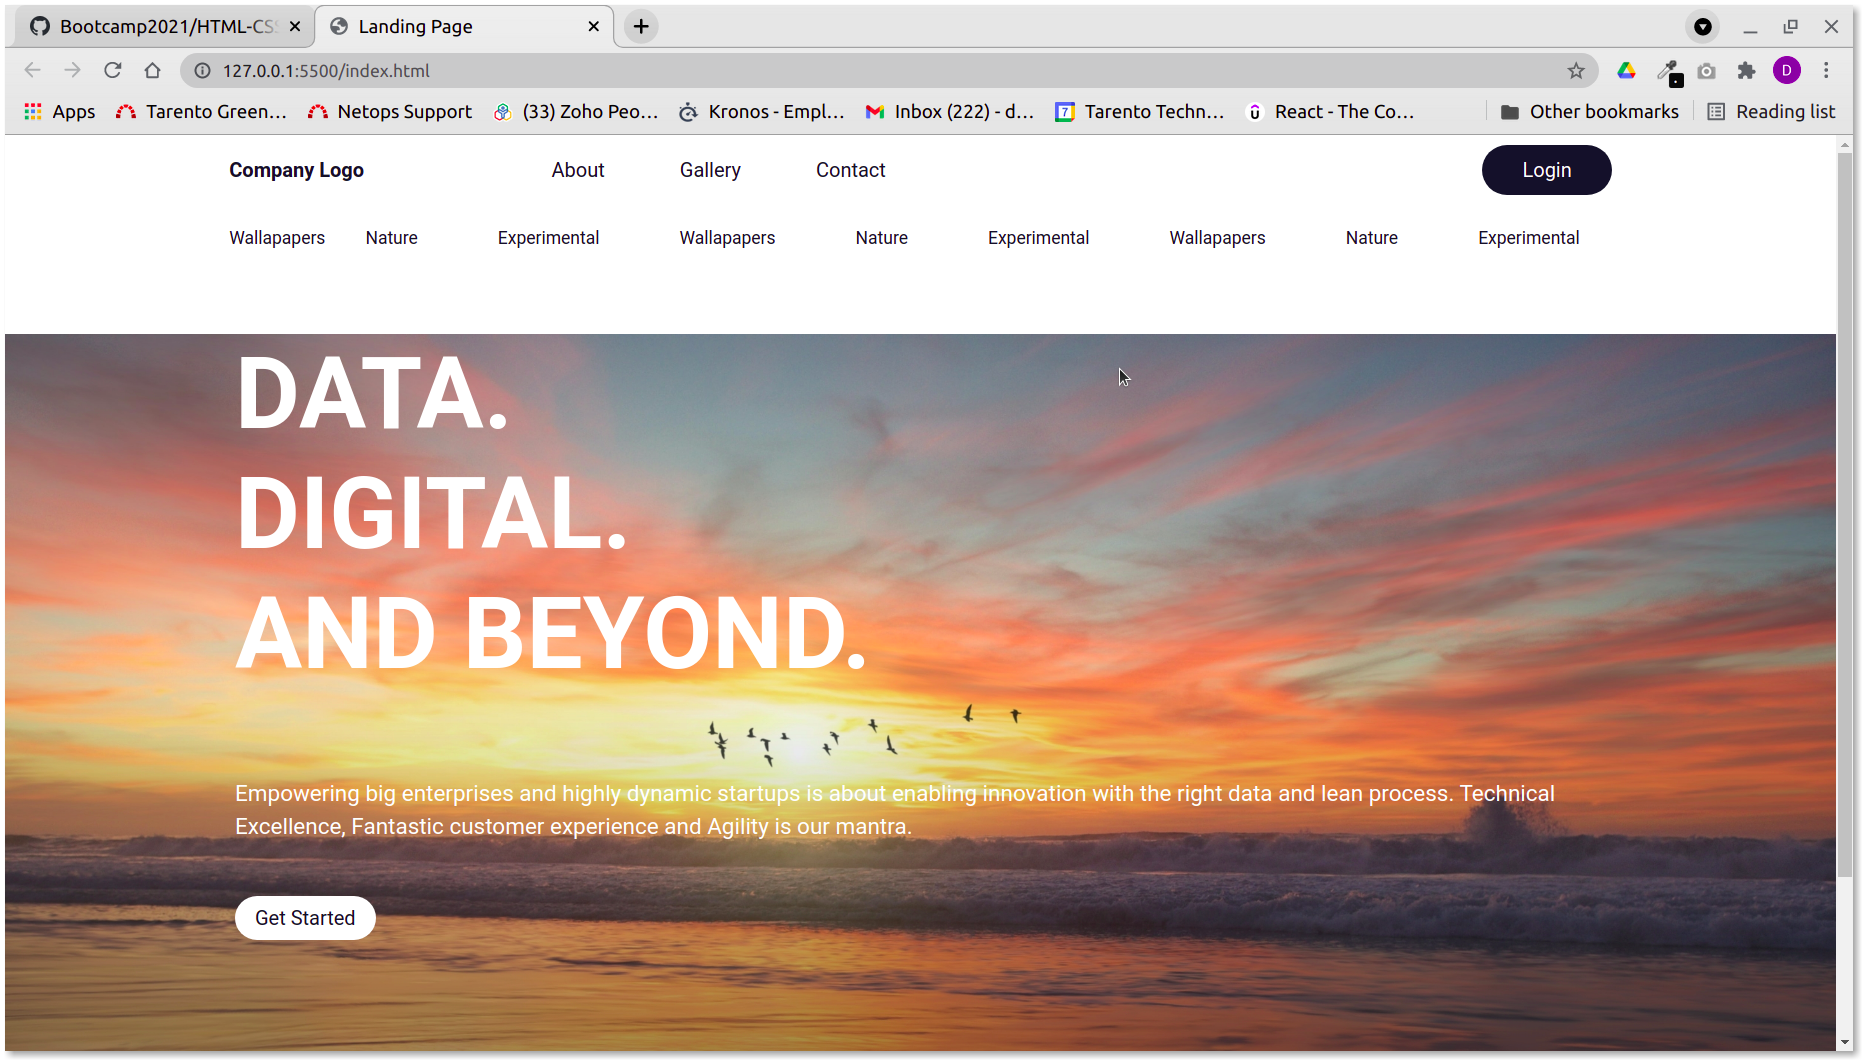 Bootcamp2021/HTML-CS
Landing Page
127.0.0.1:5500/index.html
D
Apps
Tarento Green...
Netops Support
(33) Zoho Peo...
Kronos - Empl...
Inbox (222) - d...
7
Tarento Techn...
React - The Co...
Other bookmarks
Reading list
Company Logo
About
Gallery
Contact
Login
Wallapapers Nature Experimental Wallapapers Nature Experimental Wallapapers Nature Experimental
DATA.
DIGITAL.
AND BEYOND.
Empowering big enterprises and highly dynamic startups is about enabling innovation with the right data and lean process. Technical
Excellence, Fantastic customer experience and Agility is our mantra.
Get Started